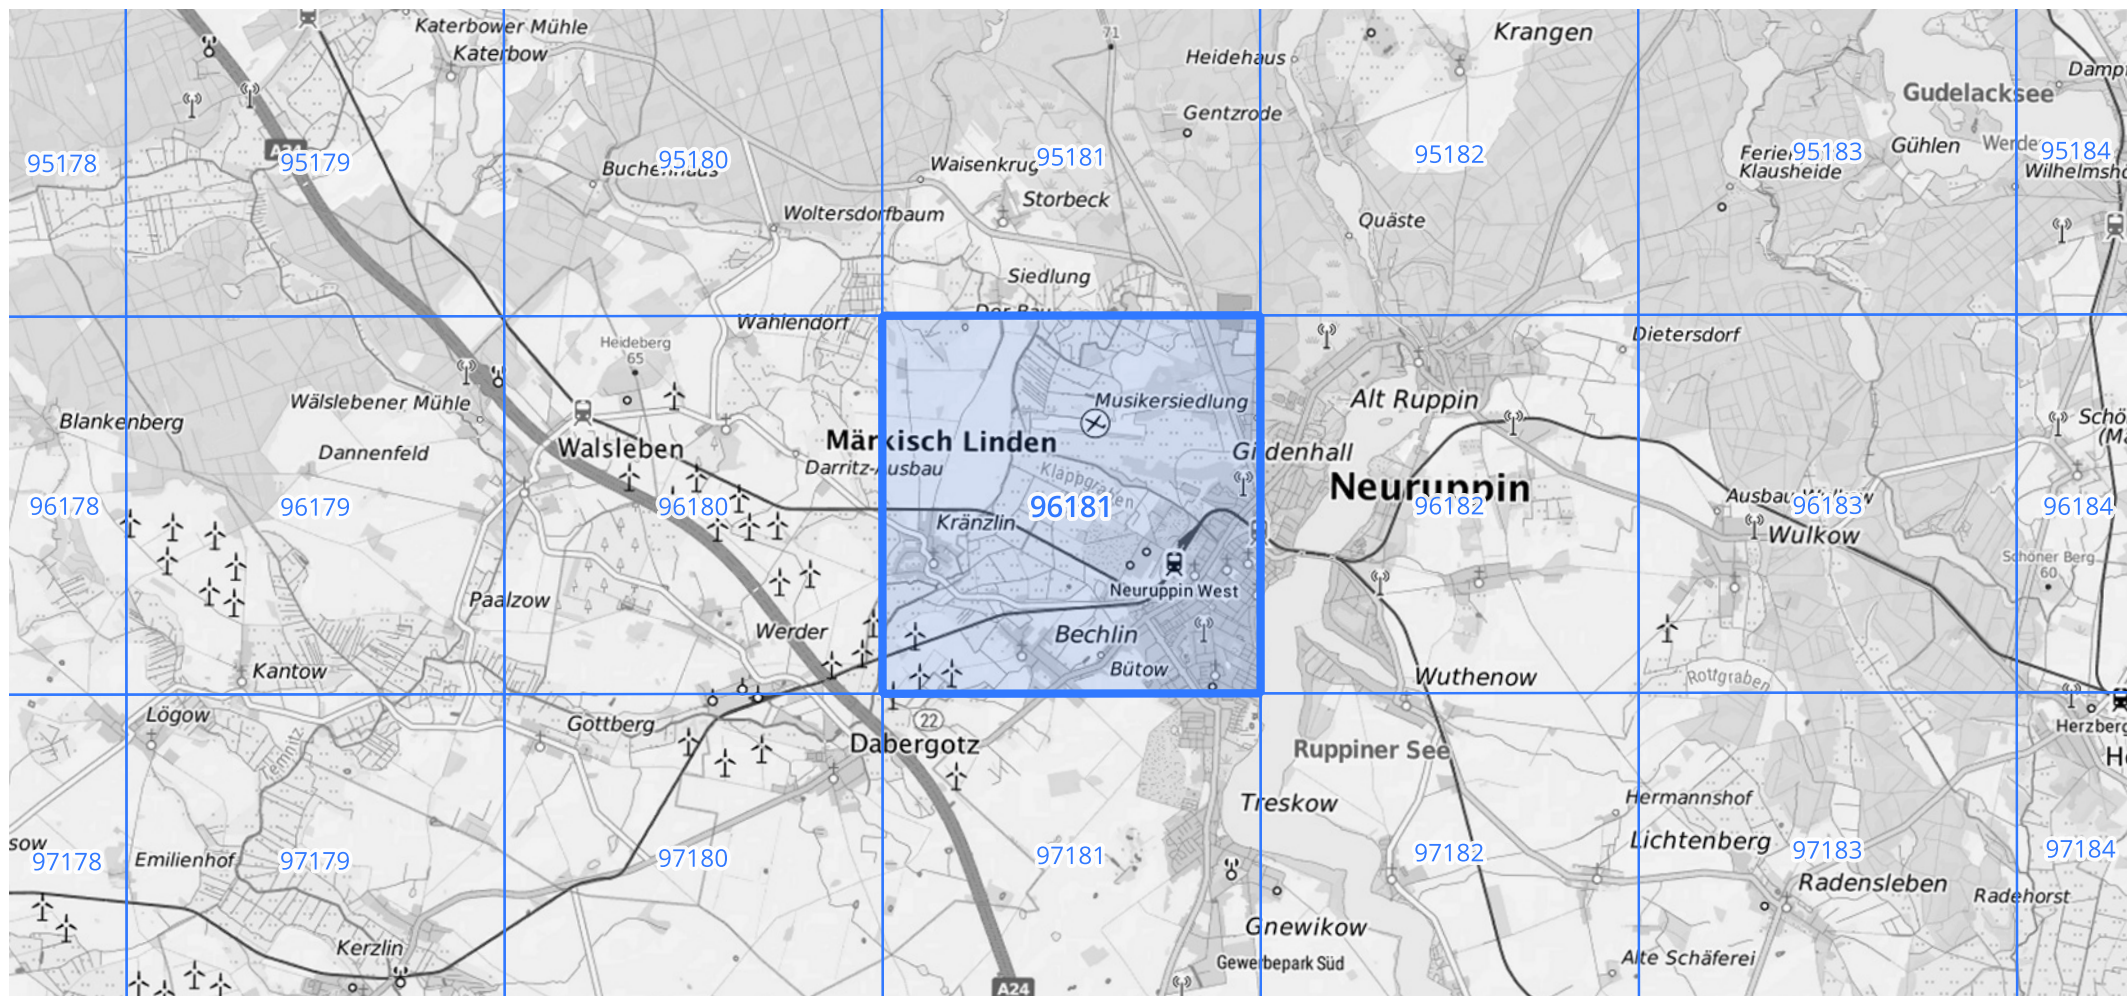 Katerbower Mühle
Katerbow
71
Heidehaus
Krangen
Gudelacksee
Gentzrode
A24
95178
95179
95180
Waisenkrug
95181
95182
95183
Gühlen
95184
Klausheide
Storbeck
Woltersdorfbaum
Quäste
Siedlung
Wahlendorf
Heideberg
65
Dietersdorf
Wälslebener Mühle
Musikersiedlung
Alt Ruppin
Blankenberg
Dannenfeld
Walsleben
Märkisch Linden
Darritz-Ausbau
Gildenhall
Klappgraben
Neuruppin
96178
96179
96180
96181
96182
96183
96184
Kränzlin
Wulkow
Schöner Berg
60
Paalzow
Neuruppin West
Werder
Bechlin
Bütow
Kantow
Wuthenow
Rottgraben
Lögow
Gottberg
22
Dabergotz
Ruppiner See
Temnitz
Treskow
Hermannshof
Lichtenberg
97178
Emilienhof
97179
97180
97181
97182
97183
97184
Radensleben
Radehorst
Gnewikow
Kerzlin
Gewerbepark Süd
Alte Schäferei
A24